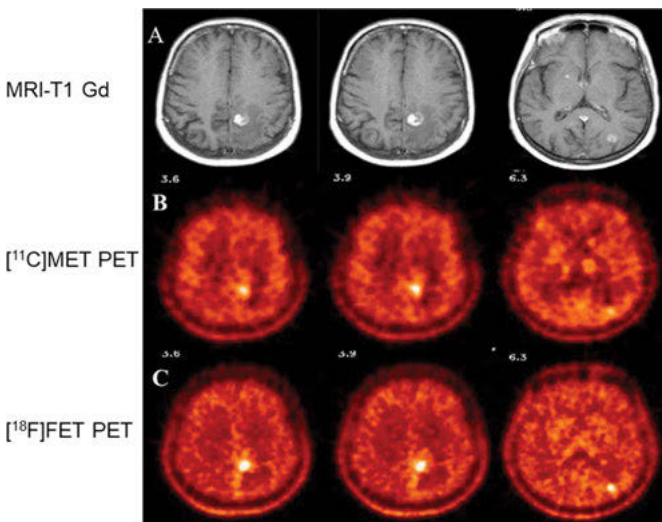 A
MRI-T1 Gd
3.6 3.9 6.3
B
[¹¹C]MET PET
3.6 3.9 6.3
C
[¹⁸F]FET PET